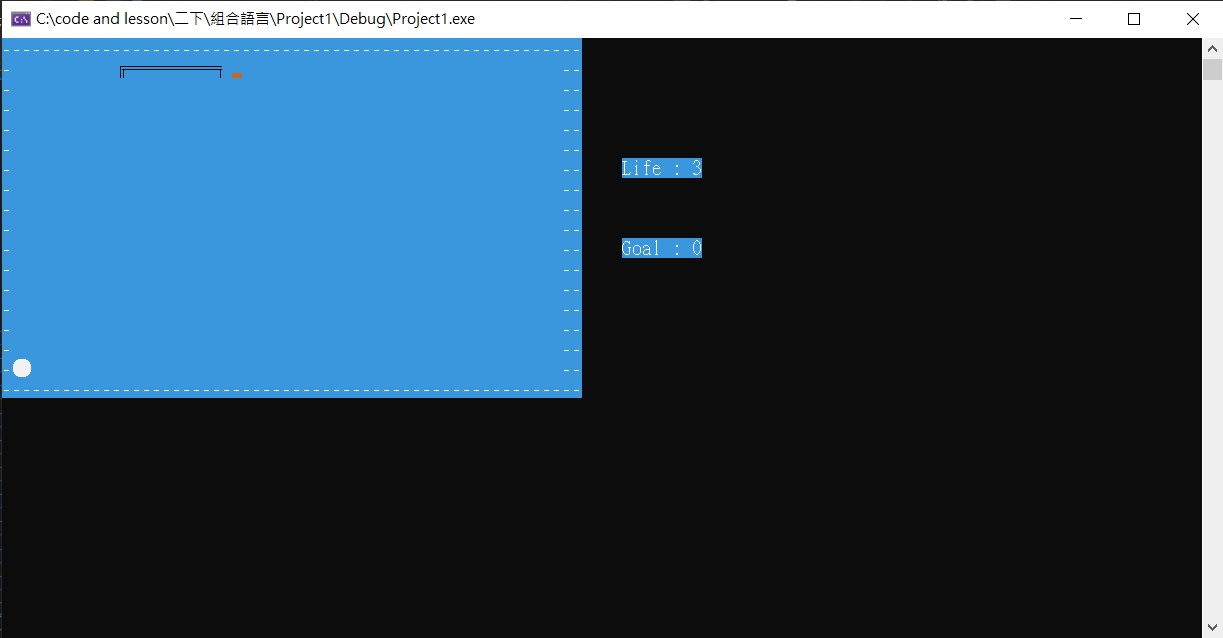 C:\code and lesson\二下\組合語言\Project1\Debug\Project1.exe
Life : 3
Goal : 0